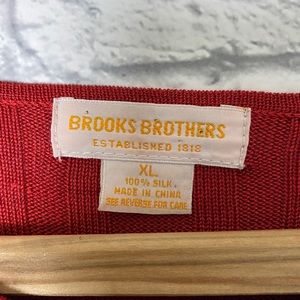 BROOKS BROTHERS
ESTABLISHED 1818
XL
100% SILK
MADE IN CHINA
SEE REVERSE FOR CARE